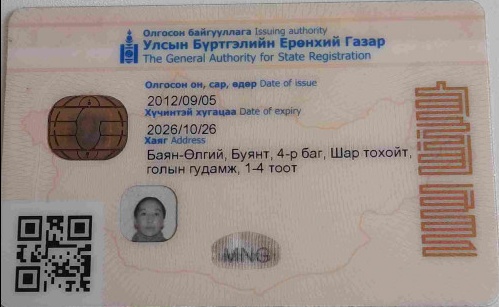 Олгосон байгууллага Issuing authority
Улсын Бүртгэлийн Ерөнхий Газар
The General Authority for State Registration
Олгосон он, сар, өдөр Date of issue
2012/09/05
Хүчинтэй хугацаа Date of expiry
2026/10/26
Хаяг Address
Баян-Өлгий, Буянт, 4-р баг, Шар тохойт,
голын гудамж, 1-4 тоот
MNG